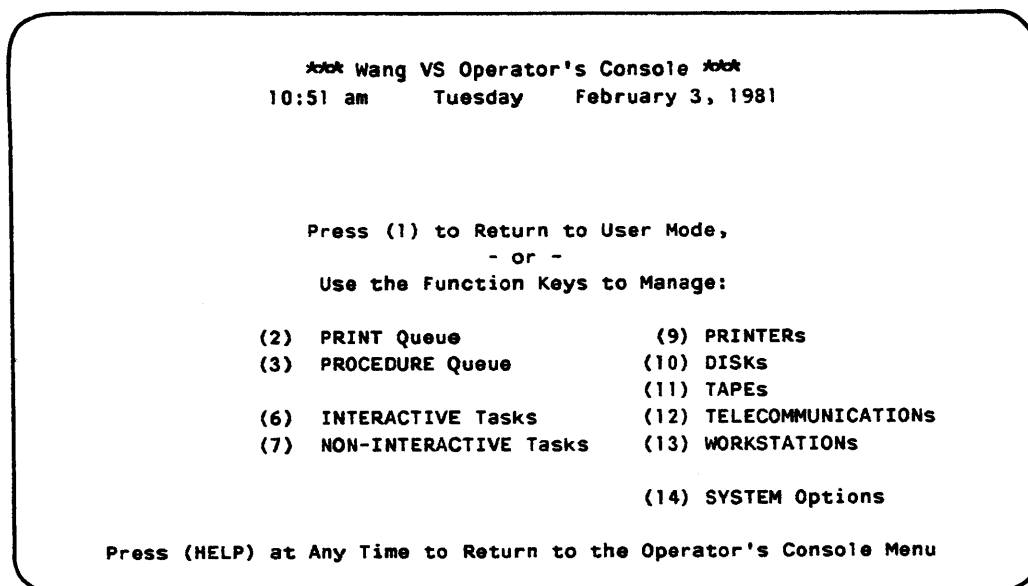 *** Wang VS Operator's Console ***
10:51 am Tuesday February 3, 1981
Press (1) to Return to User Mode,
- or -
Use the Function Keys to Manage:
(2) PRINT Queue (9) PRINTERs
(3) PROCEDURE Queue (10) DISKs
(11) TAPEs
(6) INTERACTIVE Tasks (12) TELECOMMUNICATIONs
(7) NON-INTERACTIVE Tasks (13) WORKSTATIONs
(14) SYSTEM Options
Press (HELP) at Any Time to Return to the Operator's Console Menu